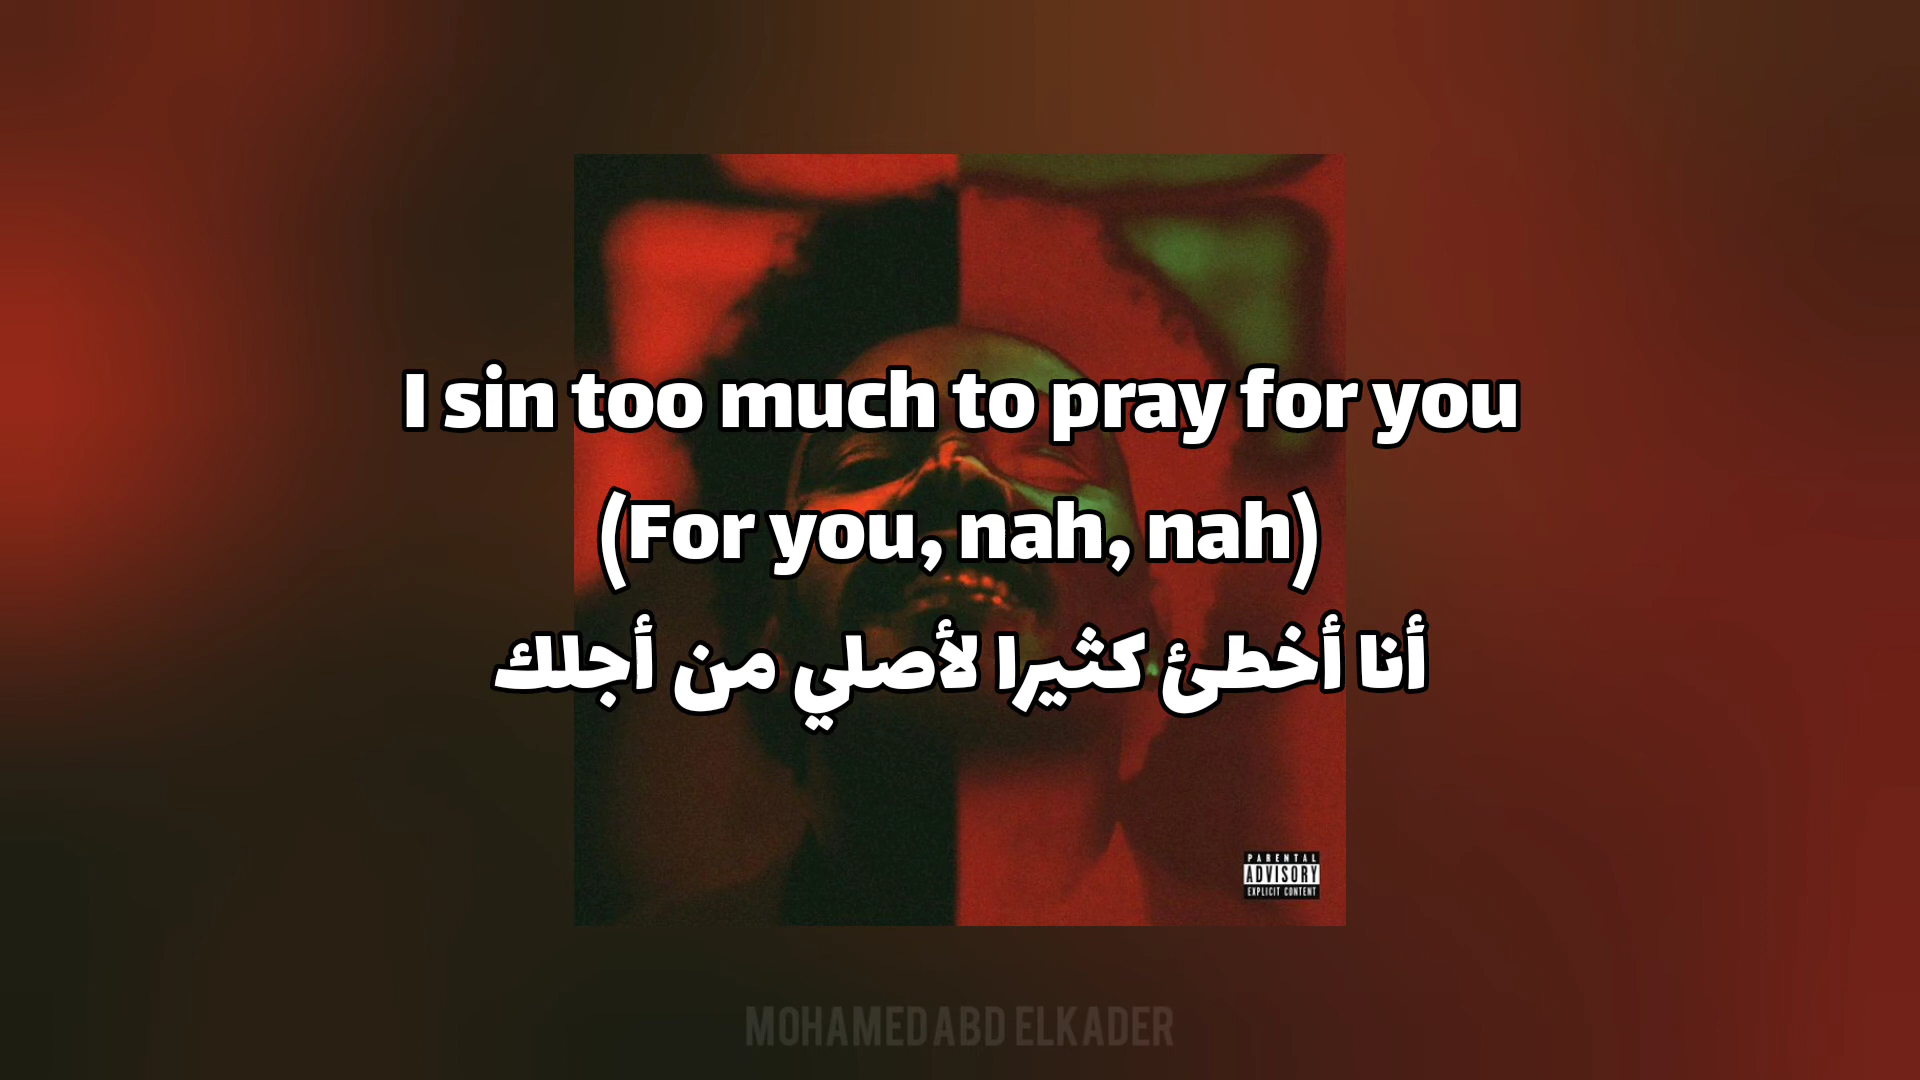 I sin too much to pray for you
(For you, nah, nah)
أنا أخطئ كثيرا لأصلي من أجلك
PARENTAL
ADVISORY
EXPLICIT CONTENT
MOHAMED ABD ELKADER